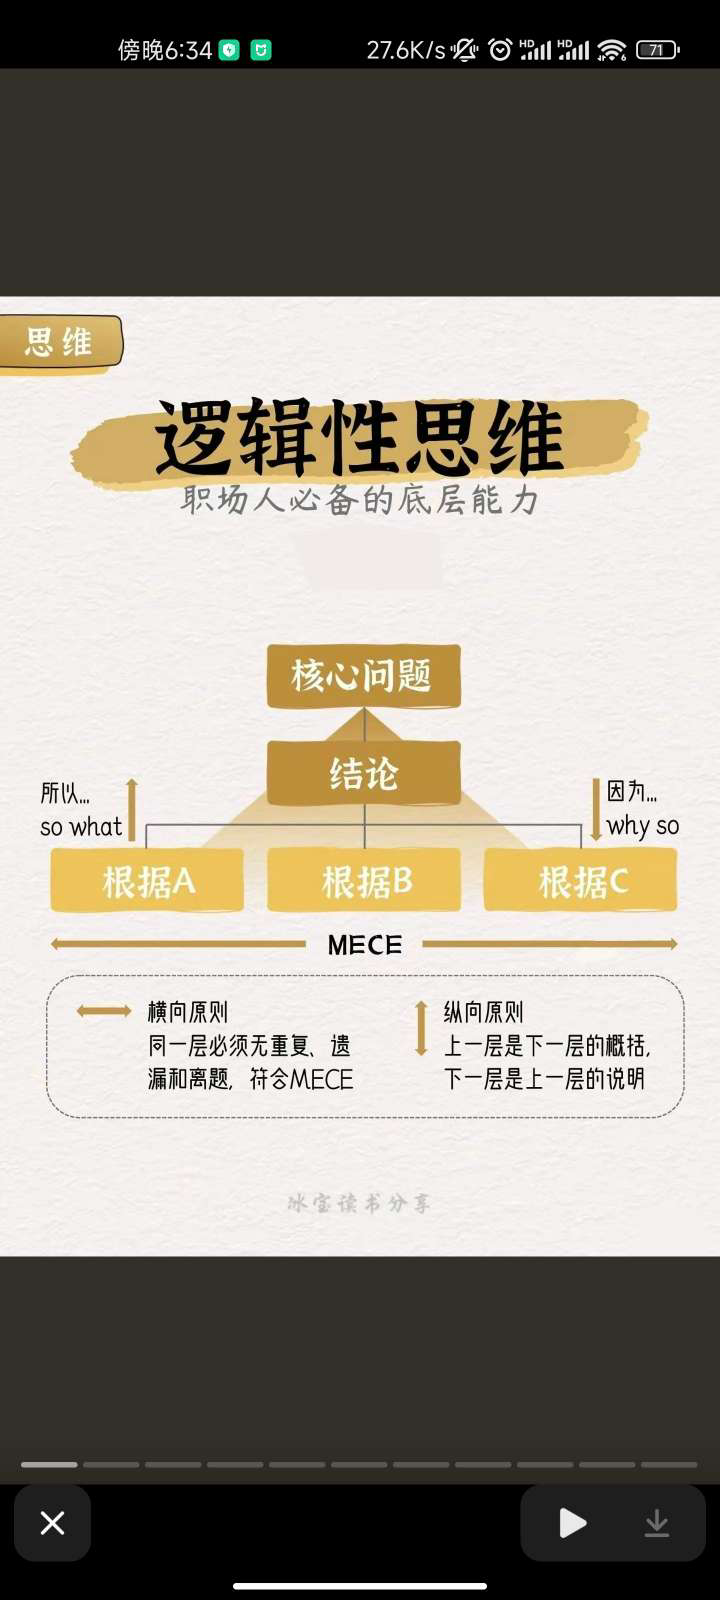 傍晚6:34 27.6K/s HD HD 6 71
思维
逻辑性思维
职场人必备的底层能力
核心问题
结论
所以...
so what
因为...
why so
根据A 根据B 根据C
MECE
横向原则
同一层必须无重复、遗
漏和离题，符合MECE
纵向原则
上一层是下一层的概括，
下一层是上一层的说明
冰宝读书分享